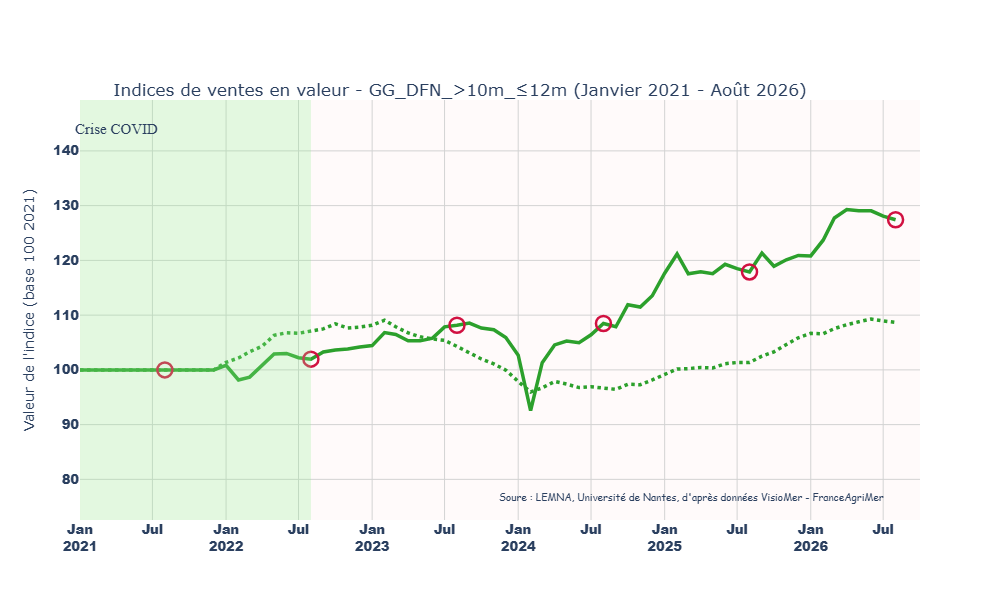 Indices de ventes en valeur - GG_DFN_>10m_≤12m (Janvier 2021 - Août 2026)
Crise COVID
Valeur de l'indice (base 100 2021)
140
130
120
110
100
90
80
Soure : LEMNA, Université de Nantes, d'après données VisioMer - FranceAgriMer
Jan Jul Jan Jul Jan Jul Jan Jul Jan Jul Jan Jul
2021 2022 2023 2024 2025 2026